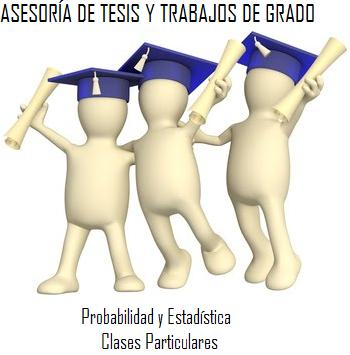 ASESORÍA DE TESIS Y TRABAJOS DE GRADO
Probabilidad y Estadística
Clases Particulares